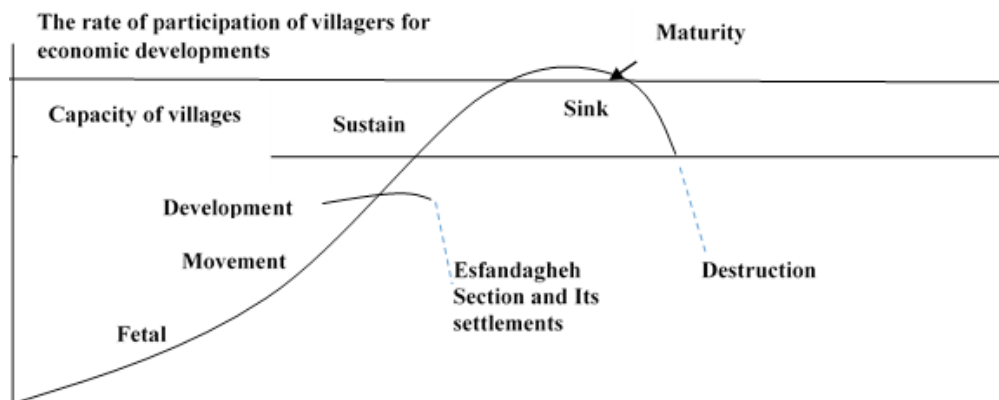 The rate of participation of villagers for
economic developments
Maturity
Capacity of villages
Sustain
Sink
Development
Movement
Esfandagheh
Section and Its
settlements
Destruction
Fetal